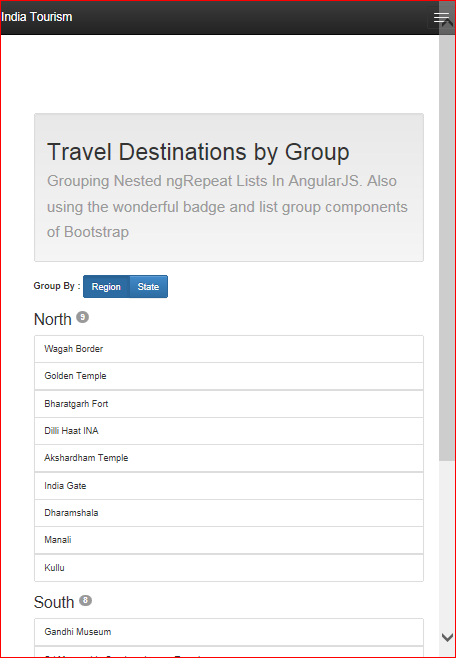 India Tourism
Travel Destinations by Group
Grouping Nested ngRepeat Lists In AngularJS. Also
using the wonderful badge and list group components
of Bootstrap
Group By : Region State
North 9
Wagah Border
Golden Temple
Bharatgarh Fort
Dilli Haat INA
Akshardham Temple
India Gate
Dharamshala
Manali
Kullu
South 8
Gandhi Museum